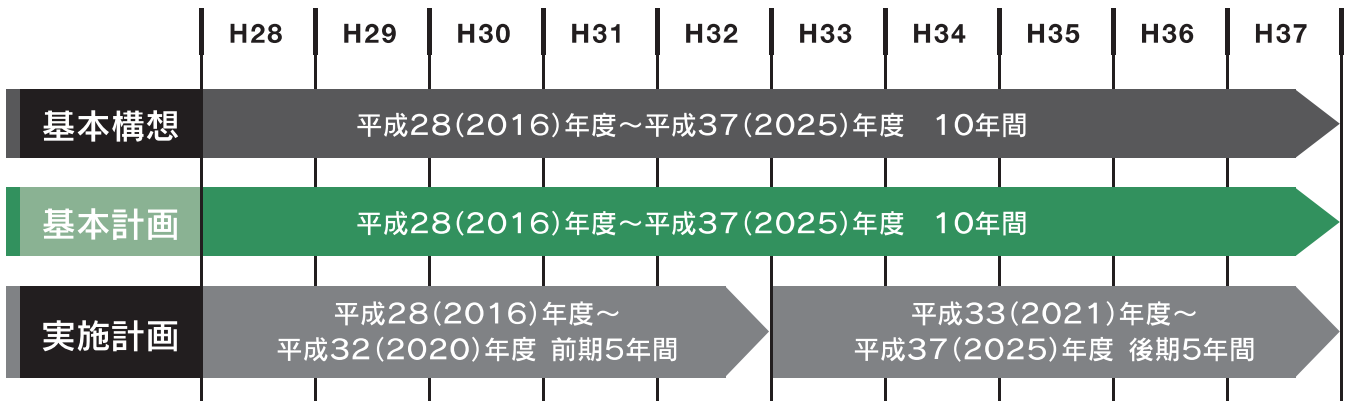 H28 H29 H30 H31 H32 H33 H34 H35 H36 H37
基本構想
平成28(2016)年度～平成37(2025)年度　10年間
基本計画
平成28(2016)年度～平成37(2025)年度　10年間
実施計画
平成28(2016)年度～
平成32(2020)年度 前期5年間
平成33(2021)年度～
平成37(2025)年度 後期5年間